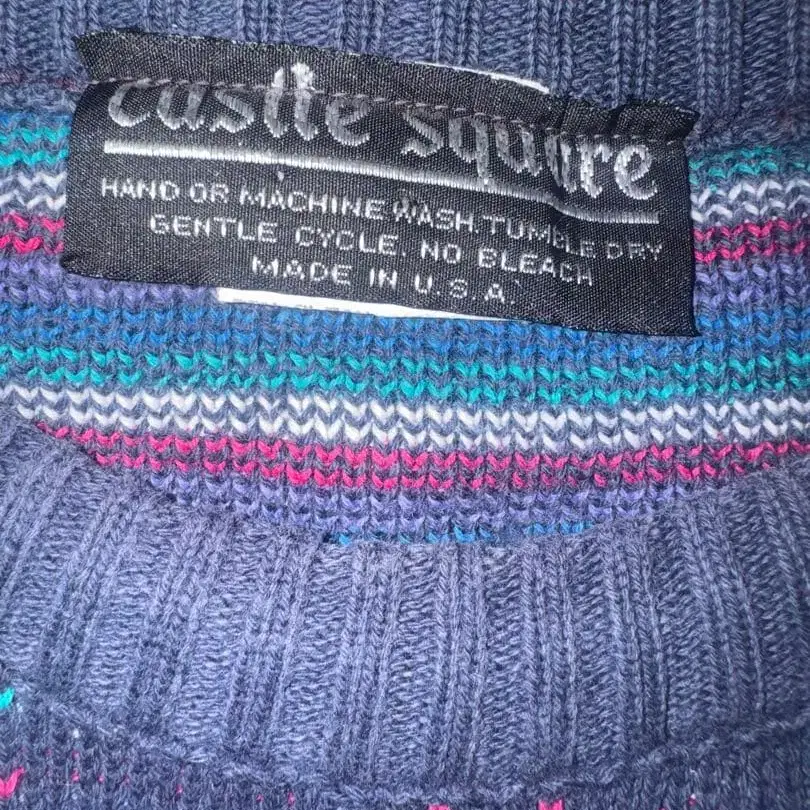 castle square
HAND OR MACHINE WASH. TUMBLE DRY
GENTLE CYCLE. NO BLEACH
MADE IN U.S.A.